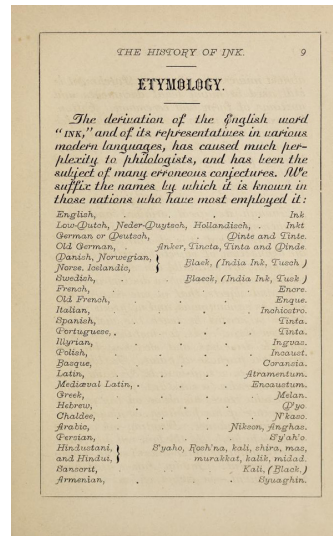 THE HISTORY OF INK. 9
ETYMOLOGY.
The derivation of the English word
"INK," and of its representatives in various
modern languages, has caused much per-
plexity to philologists, and has been the
subject of many erroneous conjectures. We
suffix the names by which it is known in
those nations who have most employed it:
English, . . . . . Ink
Low-Dutch, Neder-Duytsch, Hollandisch, . Inkt
German or Deutsch, . . Dinte and Tinte.
Old German, . Anker, Tincta, Tinta and Dinde.
Danish, Norwegian, } Black, (India Ink, Tusch)
Norse, Icelandic, }
Swedish, . . Blaeck, (India Ink, Tusk)
French, . . . . Encre.
Old French, . . . . Enque.
Italian, . . . . Inchiostro.
Spanish, . . . . Tinta.
Portuguese, . . . . Tinta.
Illyrian, . . . . Ingvas.
Polish, . . . . Incaust.
Basque, . . . . Coransia.
Latin, . . . . Atramentum.
Mediæval Latin, . . . Encaustum.
Greek, . . . . Melan.
Hebrew, . . . . D'yo
Chaldee, . . . . N'kaso.
Arabic, . . . Nikson, Anghas.
Persian, . . . . S'y'ah'o.
Hindustani, } S'yaho, Rosh'na, kali, shira, mas,
and Hindui, } murakkat, kalik, midad.
Sanscrit, . . . Kali, (Black.)
Armenian, . . . . Syuaghin.